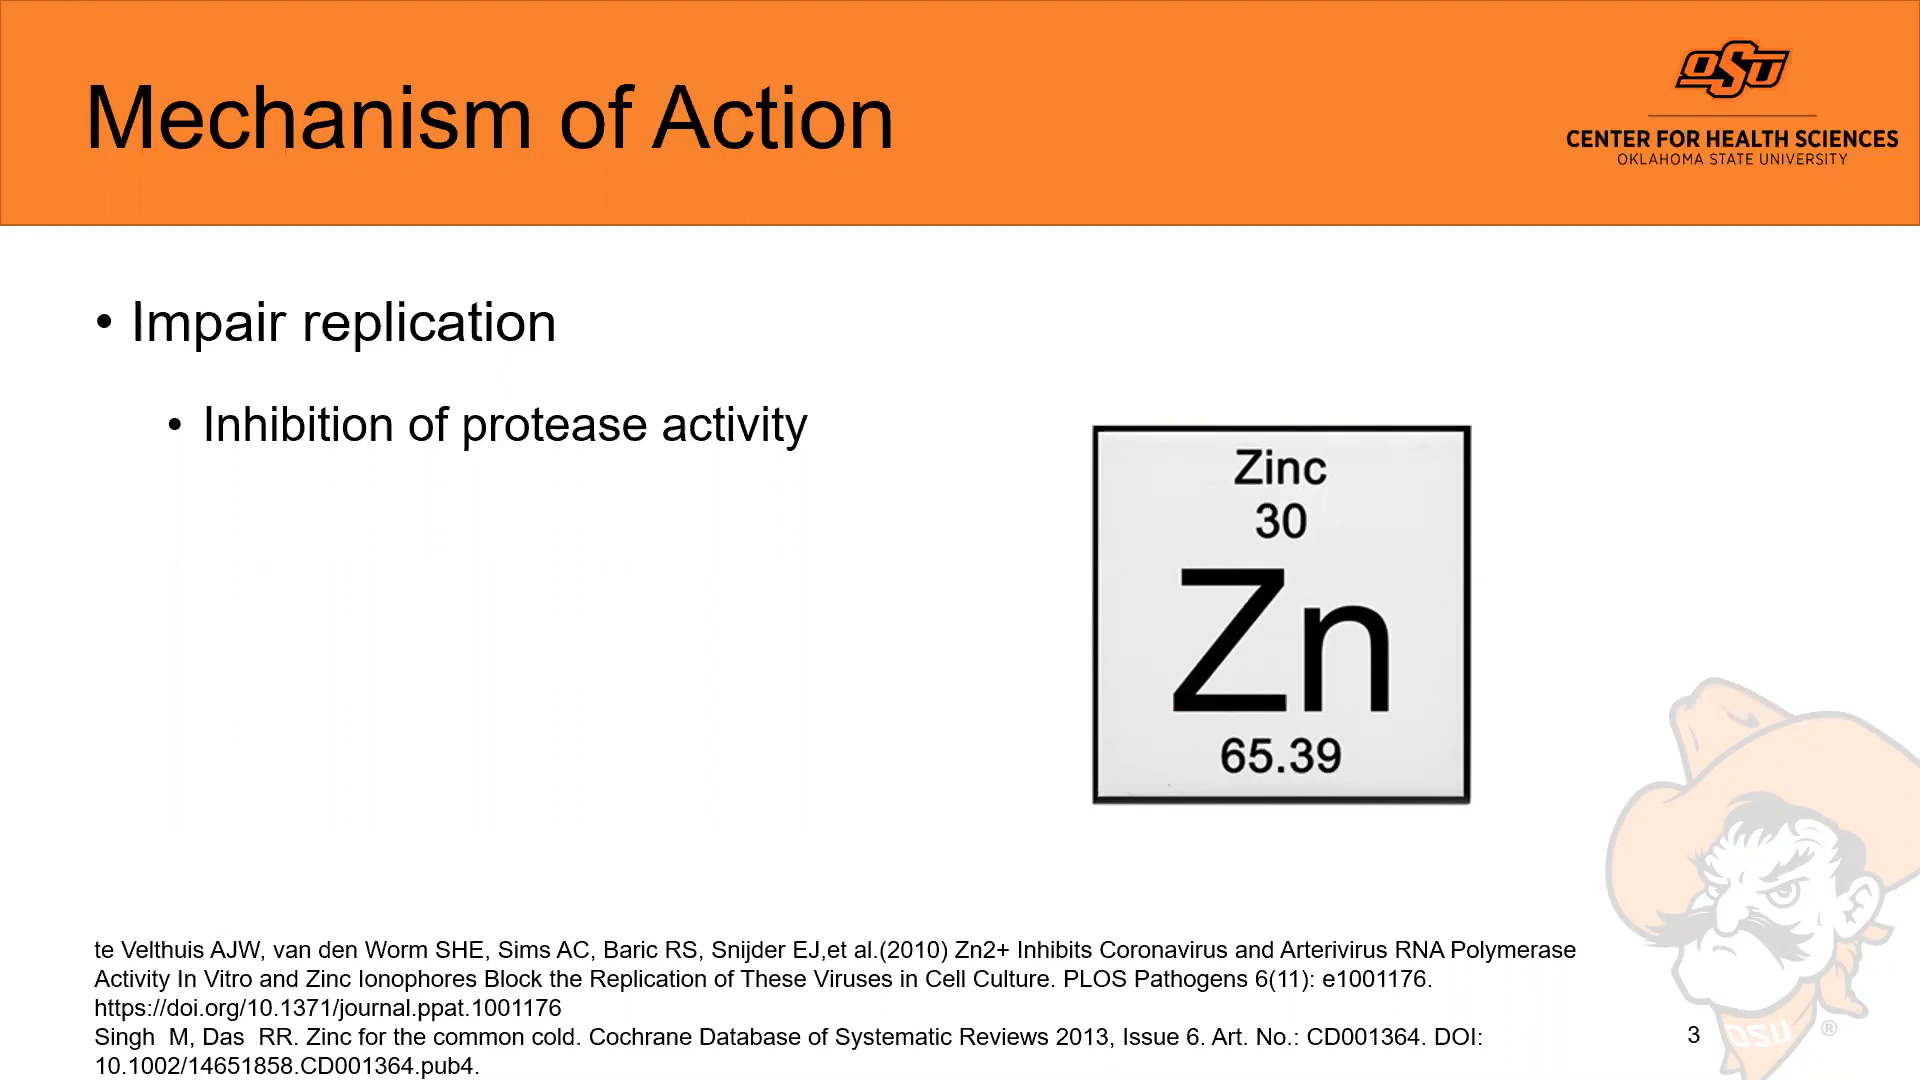 Mechanism of Action
OSU
CENTER FOR HEALTH SCIENCES
OKLAHOMA STATE UNIVERSITY
• Impair replication
• Inhibition of protease activity
Zinc
30
Zn
65.39
te Velthuis AJW, van den Worm SHE, Sims AC, Baric RS, Snijder EJ,et al.(2010) Zn2+ Inhibits Coronavirus and Arterivirus RNA Polymerase
Activity In Vitro and Zinc Ionophores Block the Replication of These Viruses in Cell Culture. PLOS Pathogens 6(11): e1001176.
https://doi.org/10.1371/journal.ppat.1001176
Singh  M, Das  RR. Zinc for the common cold. Cochrane Database of Systematic Reviews 2013, Issue 6. Art. No.: CD001364. DOI:
10.1002/14651858.CD001364.pub4.
3
OSU ®